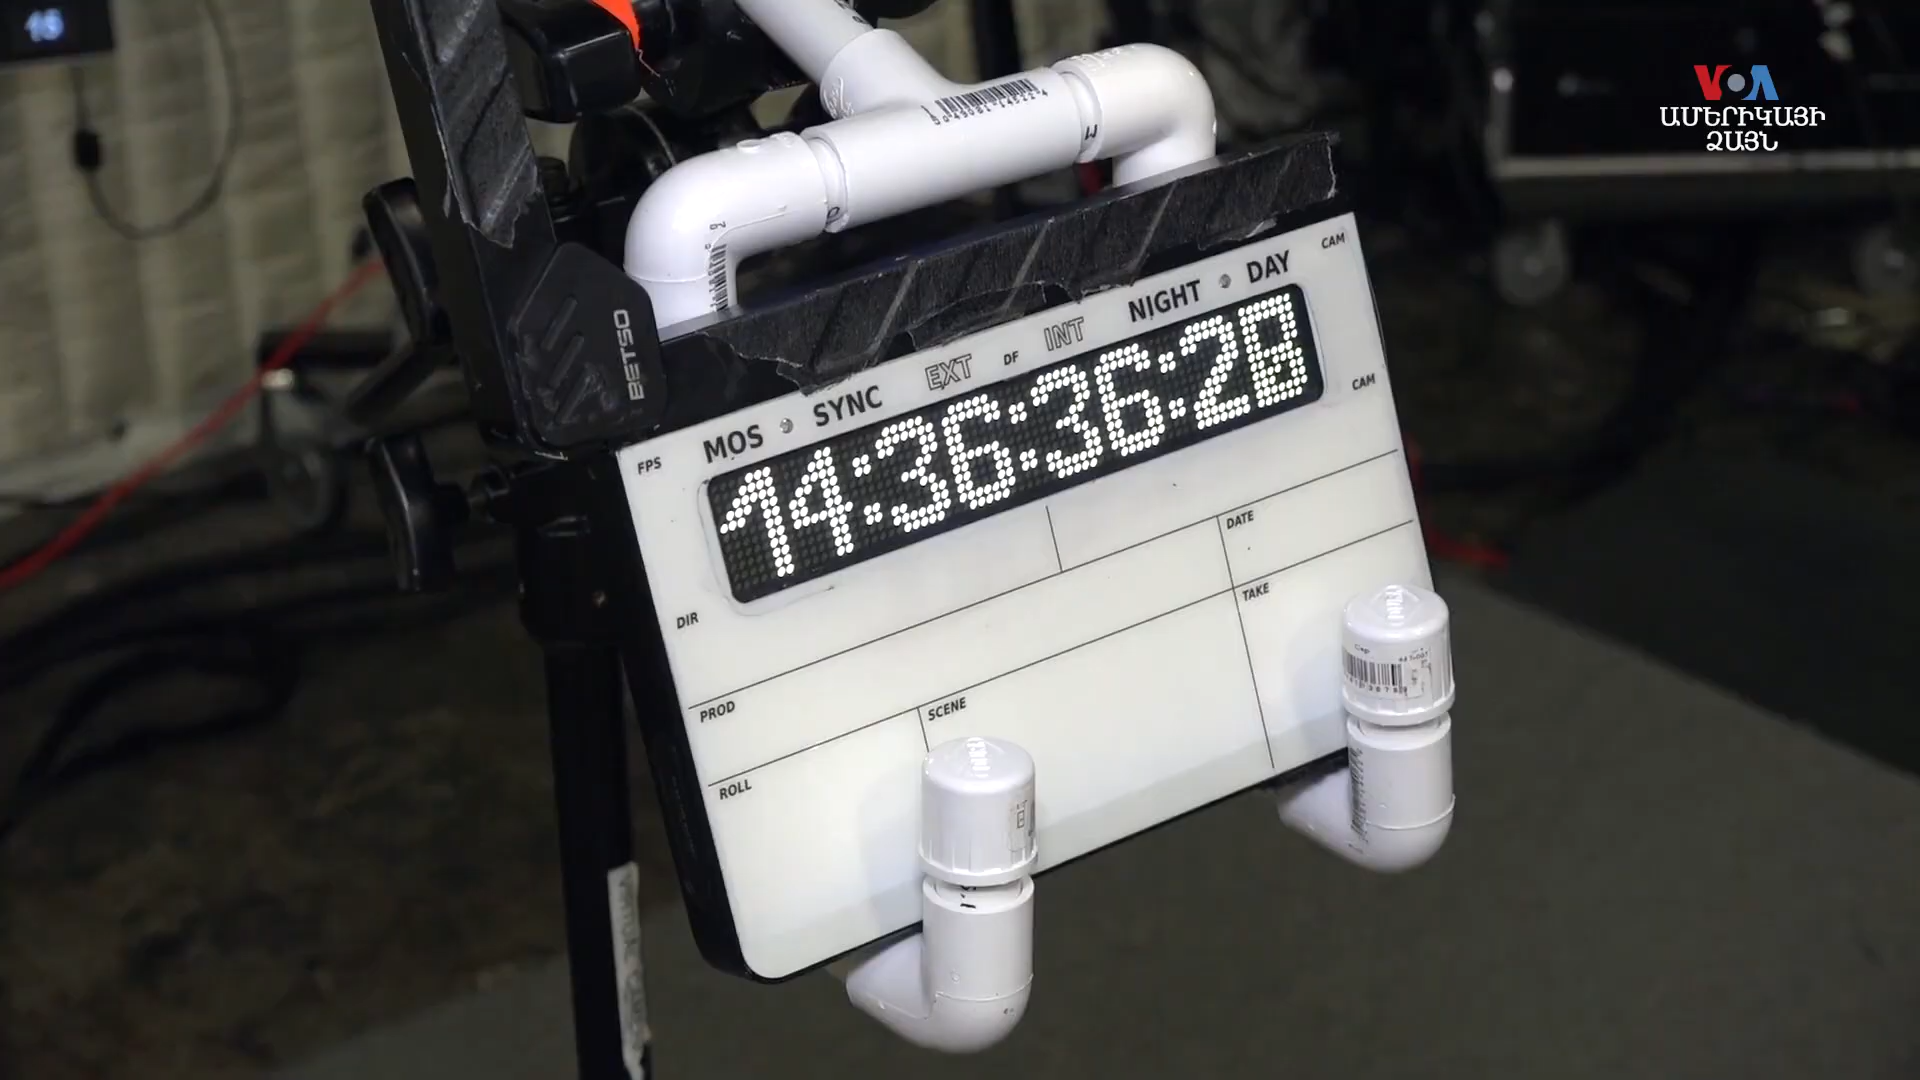 15
VOA
ԱՄԵՐԻԿԱՅԻ
ՁԱՅՆ
BETSO
FPS
MOS • SYNC
EXT DF INT
NIGHT • DAY
CAM
14:36:36:28
CAM
DIR
DATE
PROD
SCENE
TAKE
ROLL